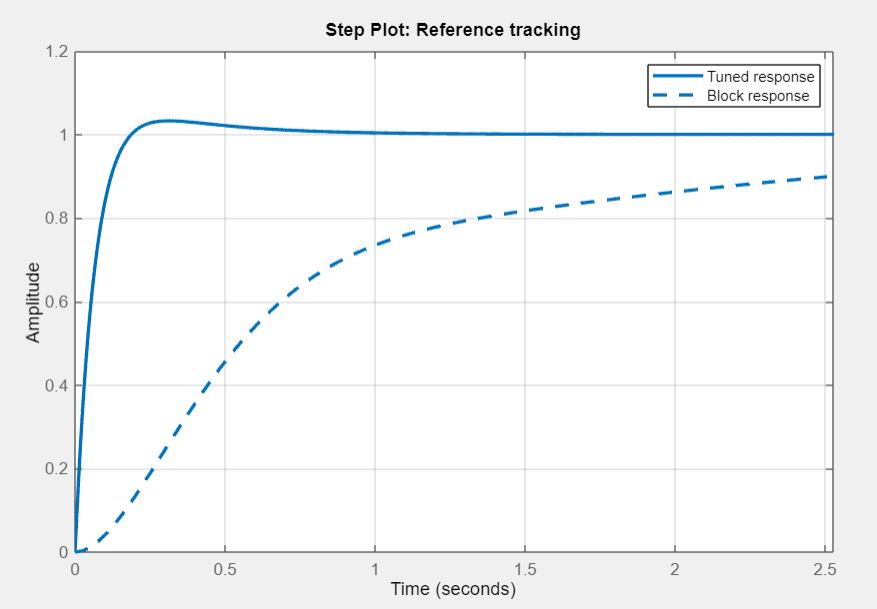 Step Plot: Reference tracking
1.2
Tuned response
Block response
1
0.8
0.6
Amplitude
0.4
0.2
0
0 0.5 1 1.5 2 2.5
Time (seconds)